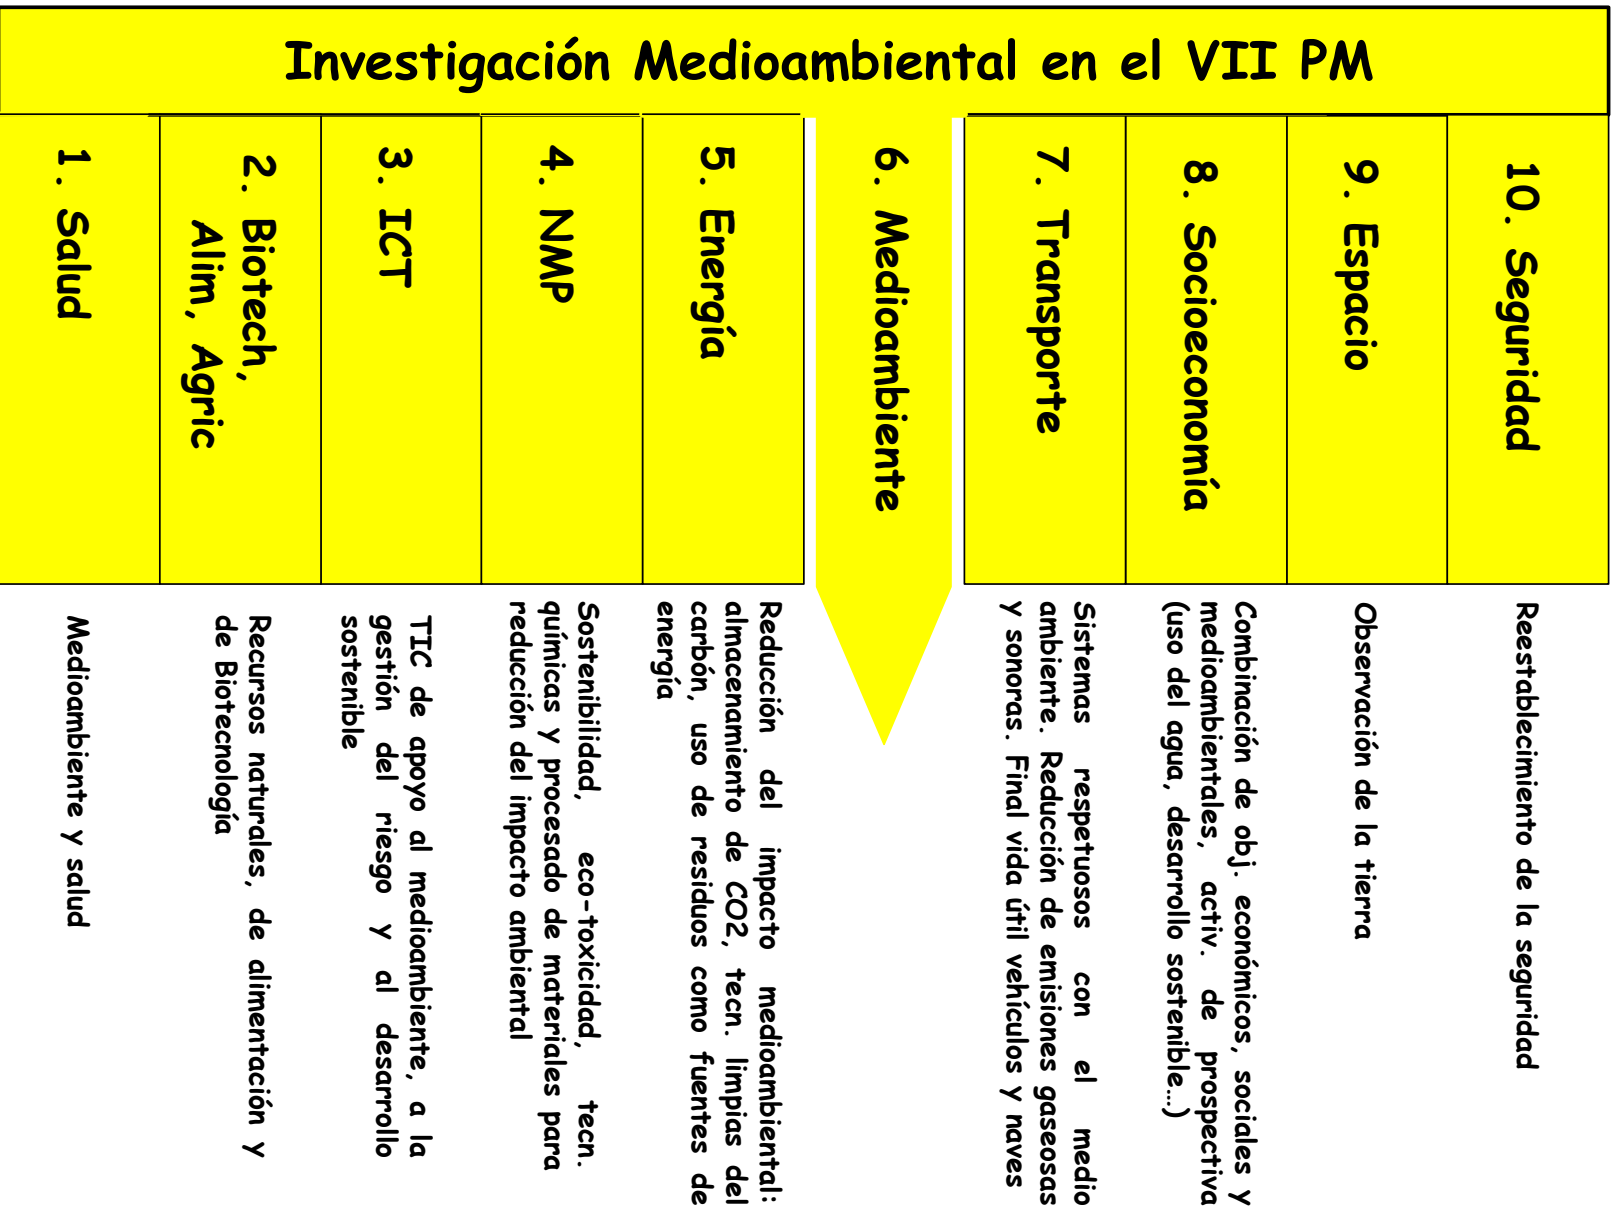 Investigación Medioambiental en el VII PM
1. Salud
2. Biotech,
Alim, Agric
3. ICT
4. NMP
5. Energía
6. Medioambiente
7. Transporte
8. Socioeconomía
9. Espacio
10. Seguridad
Medioambiente y salud
Recursos naturales, de alimentación y
de Biotecnología
TIC de apoyo al medioambiente, a la
gestión del riesgo y al desarrollo
sostenible
Sostenibilidad, eco-toxicidad, tecn.
químicas y procesado de materiales para
reducción del impacto ambiental
Reducción del impacto medioambiental:
almacenamiento de CO2, tecn. limpias del
carbón, uso de residuos como fuentes de
energía
Sistemas respetuosos con el medio
ambiente. Reducción de emisiones gaseosas
y sonoras. Final vida útil vehículos y naves
Combinación de obj. económicos, sociales y
medioambientales, activ. de prospectiva
(uso del agua, desarrollo sostenible…)
Observación de la tierra
Reestablecimiento de la seguridad